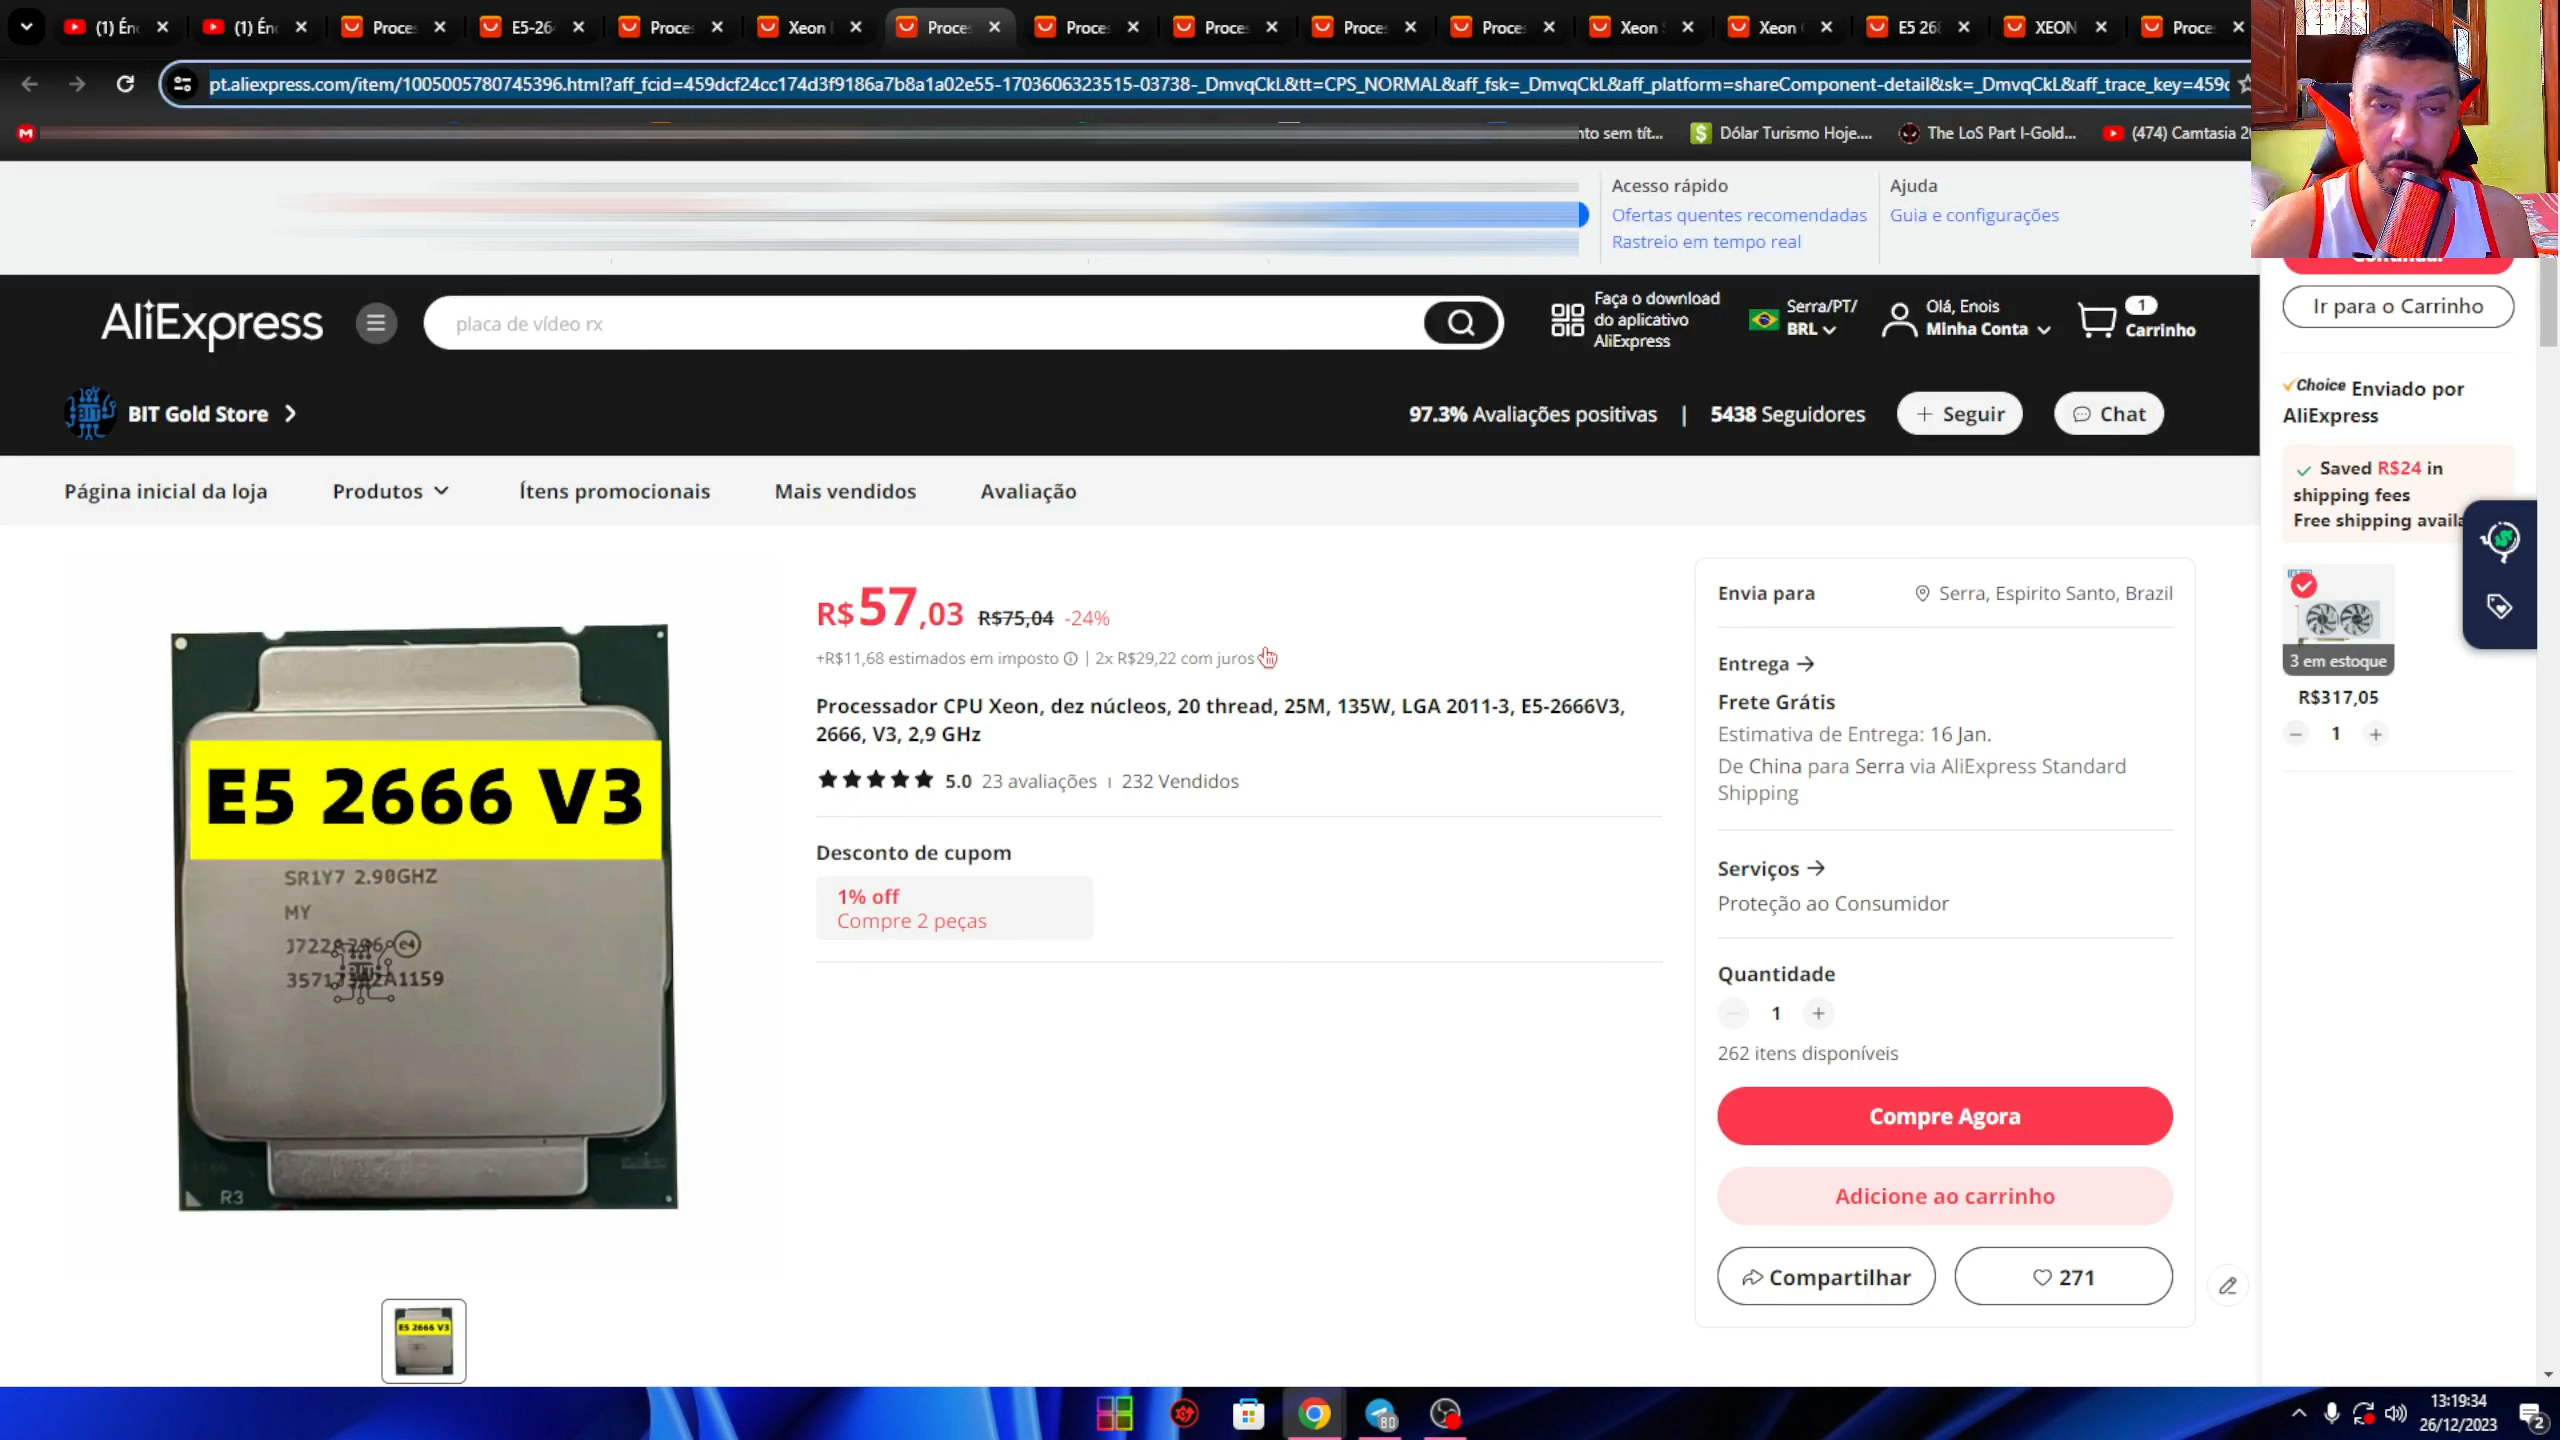 (1) Én
(1) Én
Proce
E5-26
Proce
Xeon
Proce
Proce
Proce
Proce
Proce
Xeon
Xeon
E5 26
XEON
Proce
pt.aliexpress.com/item/1005005780745396.html?aff_fcid=459dcf24cc174d3f9186a7b8a1a02e55-1703606323515-03738-_DmvqCkL&tt=CPS_NORMAL&aff_fsk=_DmvqCkL&aff_platform=shareComponent-detail&sk=_DmvqCkL&aff_trace_key=459
nto sem tít...
Dólar Turismo Hoje....
The LoS Part I-Gold...
(474) Camtasia 2
Acesso rápido
Ofertas quentes recomendadas
Rastreio em tempo real
Ajuda
Guia e configurações
AliExpress
placa de vídeo rx
Faça o download
do aplicativo
AliExpress
Serra/PT/
BRL
Olá, Enois
Minha Conta
1
Carrinho
BIT Gold Store
97.3% Avaliações positivas | 5438 Seguidores
+ Seguir
Chat
Página inicial da loja
Produtos
Ítens promocionais
Mais vendidos
Avaliação
E5 2666 V3
SR1Y7 2.90GHZ
MY
R3
E5 2666 V3
R$57,03 R$75,04 -24%
+R$11,68 estimados em imposto | 2x R$29,22 com juros
Processador CPU Xeon, dez núcleos, 20 thread, 25M, 135W, LGA 2011-3, E5-2666V3,
2666, V3, 2,9 GHz
5.0 23 avaliações 232 Vendidos
Desconto de cupom
1% off
Compre 2 peças
Envia para
Serra, Espirito Santo, Brazil
Entrega
Frete Grátis
Estimativa de Entrega: 16 Jan.
De China para Serra via AliExpress Standard
Shipping
Serviços
Proteção ao Consumidor
Quantidade
1 +
262 itens disponíveis
Compre Agora
Adicione ao carrinho
Compartilhar
271
Ir para o Carrinho
Choice Enviado por
AliExpress
Saved R$24 in
shipping fees
Free shipping availa
3 em estoque
R$317,05
- 1 +
80
13:19:34
26/12/2023
2